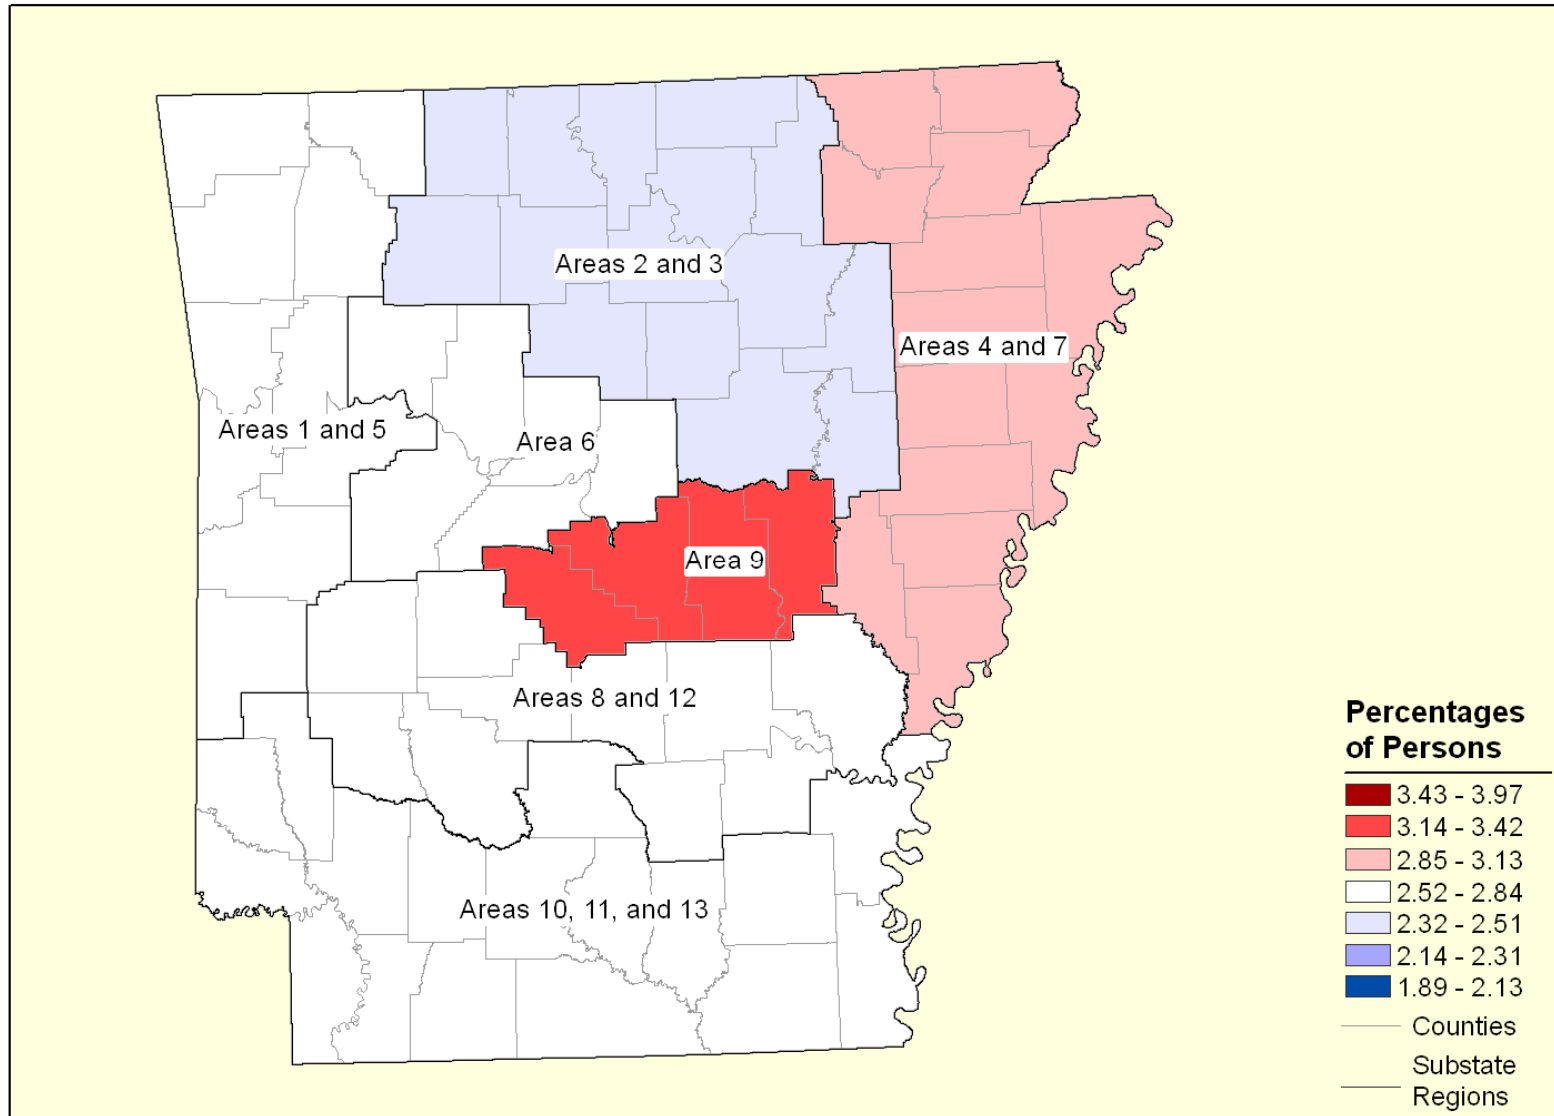 Areas 2 and 3
Areas 4 and 7
Areas 1 and 5
Area 6
Area 9
Areas 8 and 12
Areas 10, 11, and 13
Percentages
of Persons
3.43 - 3.97
3.14 - 3.42
2.85 - 3.13
2.52 - 2.84
2.32 - 2.51
2.14 - 2.31
1.89 - 2.13
Counties
Substate
Regions